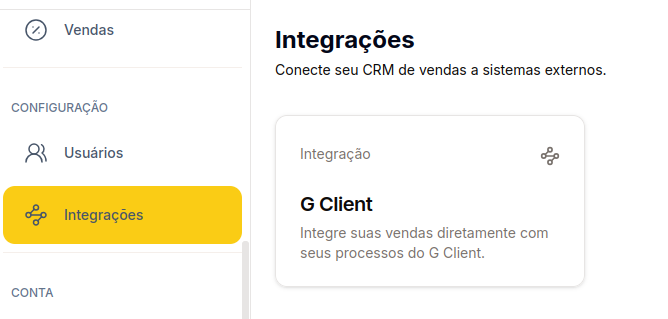 Vendas
CONFIGURAÇÃO
Usuários
Integrações
CONTA
Integrações
Conecte seu CRM de vendas a sistemas externos.
Integração
G Client
Integre suas vendas diretamente com
seus processos do G Client.